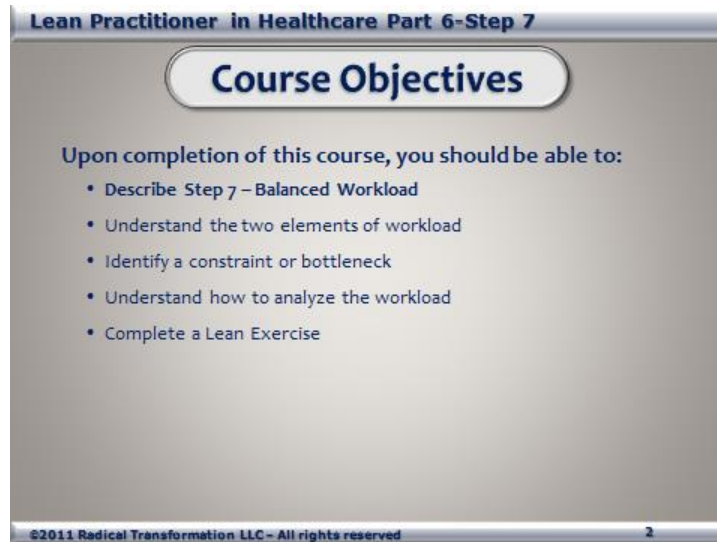 Lean Practitioner in Healthcare Part 6-Step 7
Course Objectives
Upon completion of this course, you should be able to:
• Describe Step 7 – Balanced Workload
• Understand the two elements of workload
• Identify a constraint or bottleneck
• Understand how to analyze the workload
• Complete a Lean Exercise
©2011 Radical Transformation LLC – All rights reserved 2